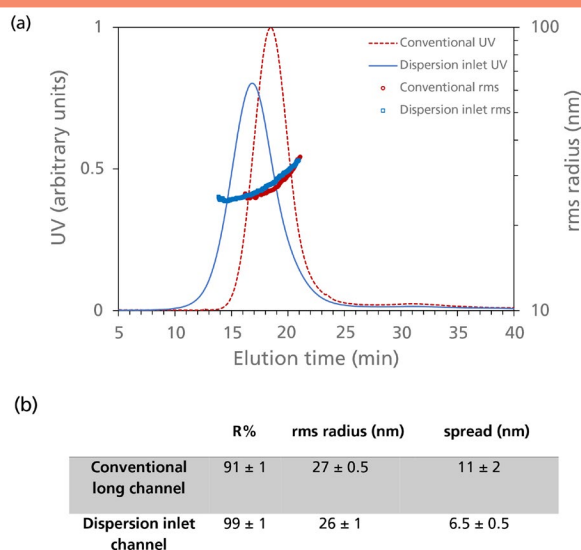 (a)
1
0.5
0
UV (arbitrary units)
100
10
rms radius (nm)
Conventional UV
Dispersion inlet UV
Conventional rms
Dispersion inlet rms
5 10 15 20 25 30 35 40
Elution time (min)
(b)
R% rms radius (nm) spread (nm)
Conventional long channel 91 ± 1 27 ± 0.5 11 ± 2
Dispersion inlet channel 99 ± 1 26 ± 1 6.5 ± 0.5